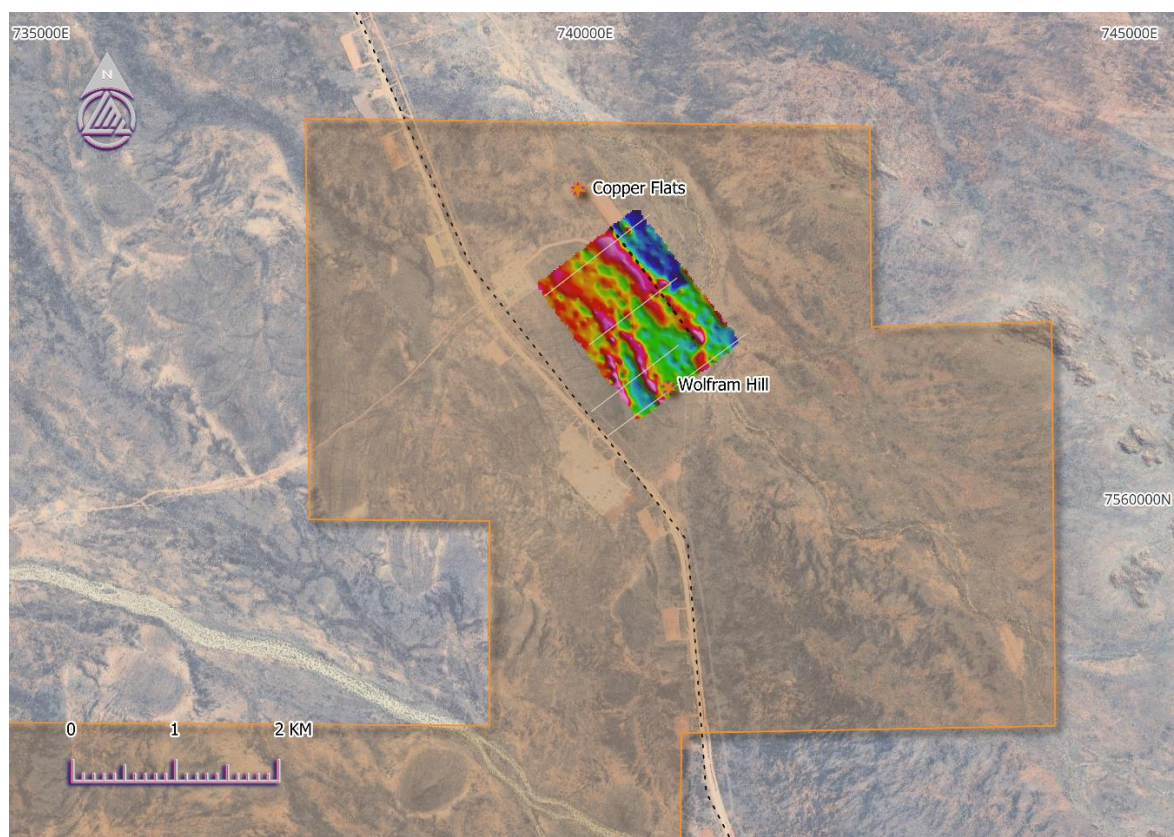 735000E
740000E
745000E
N
Copper Flats
Wolfram Hill
7560000N
0 1 2 KM